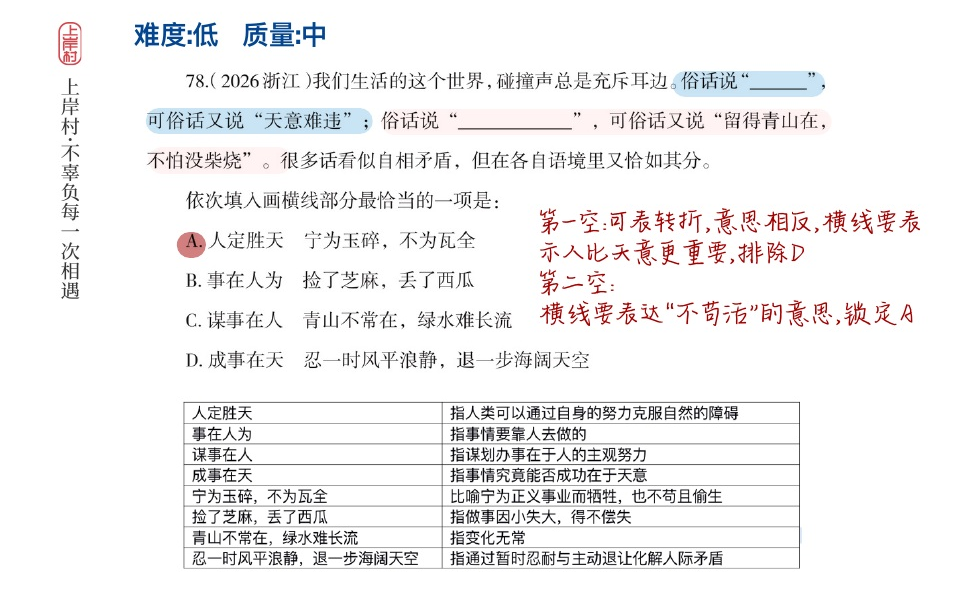 难度:低 质量:中
上岸村
上岸村·不辜负每一次相遇
78.(2026浙江)我们生活的这个世界,碰撞声总是充斥耳边。俗话说“______”,
可俗话又说“天意难违”;俗话说“____________”,可俗话又说“留得青山在,
不怕没柴烧”。很多话看似自相矛盾,但在各自语境里又恰如其分。
依次填入画横线部分最恰当的一项是:
A. 人定胜天 宁为玉碎,不为瓦全
B. 事在人为 捡了芝麻,丢了西瓜
C. 谋事在人 青山不常在,绿水难长流
D. 成事在天 忍一时风平浪静,退一步海阔天空
第一空:可表转折,意思相反,横线要表
示人比天意更重要,排除D
第二空:
横线要表达“不苟活”的意思,锁定A
人定胜天 指人类可以通过自身的努力克服自然的障碍
事在人为 指事情要靠人去做的
谋事在人 指谋划办事在于人的主观努力
成事在天 指事情究竟能否成功在于天意
宁为玉碎,不为瓦全 比喻宁为正义事业而牺牲,也不苟且偷生
捡了芝麻,丢了西瓜 指做事因小失大,得不偿失
青山不常在,绿水难长流 指变化无常
忍一时风平浪静,退一步海阔天空 指通过暂时忍耐与主动退让化解人际矛盾